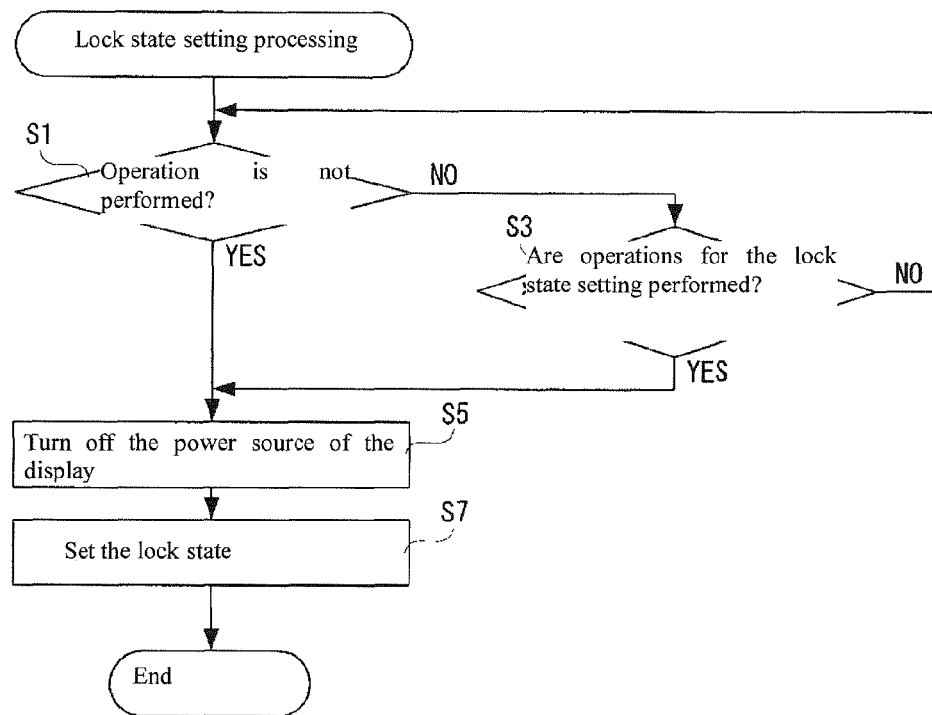 Lock state setting processing
S1
Operation is not
performed?
NO
YES
S3
Are operations for the lock
state setting performed?
NO
YES
S5
Turn off the power source of the
display
S7
Set the lock state
End